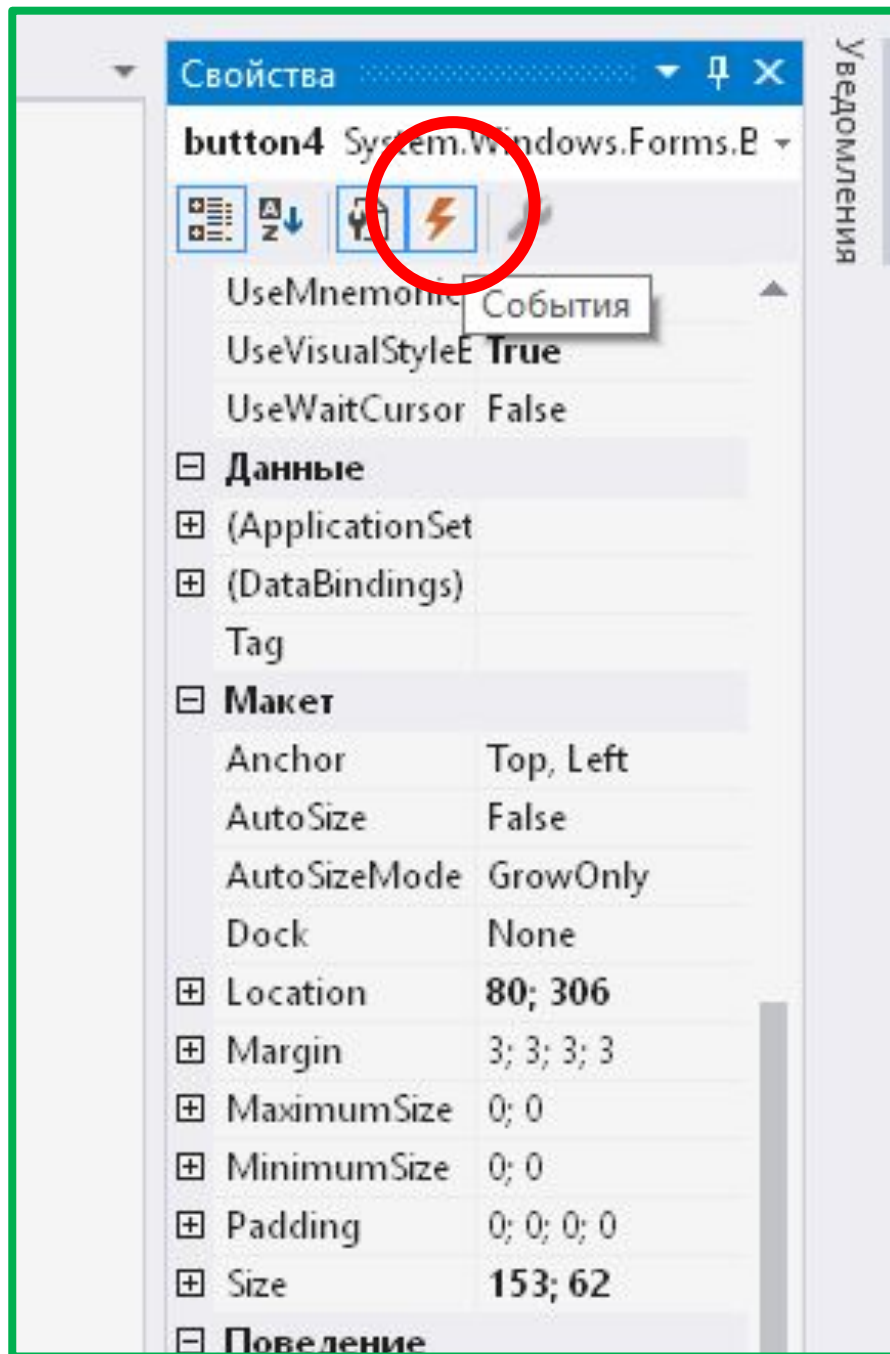 Свойства
button4 System.Windows.Forms.B
UseMnemonic
События
UseVisualStyleB True
UseWaitCursor False
Данные
(ApplicationSet
(DataBindings)
Tag
Макет
Anchor Top, Left
AutoSize False
AutoSizeMode GrowOnly
Dock None
Location 80; 306
Margin 3; 3; 3; 3
MaximumSize 0; 0
MinimumSize 0; 0
Padding 0; 0; 0; 0
Size 153; 62
Поведение
Уведомления